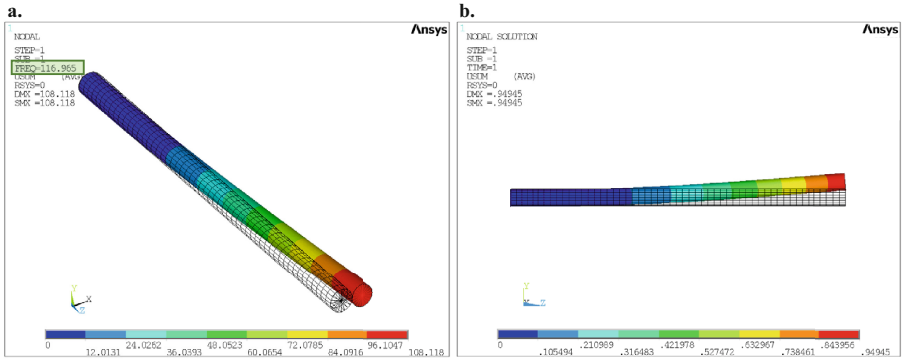 a.
1
Ansys
NODAL
STEP=1
SUB =1
FREQ=116.965
USUM (AVG)
RSYS=0
DMX =108.118
SMX =108.118
Y
X
Z
0 24.0262 48.0523 72.0785 96.1047
12.0131 36.0393 60.0654 84.0916 108.118
b.
1
Ansys
NODAL SOLUTION
STEP=1
SUB =1
TIME=1
USUM (AVG)
RSYS=0
DMX =.94945
SMX =.94945
Y
X Z
0 .210989 .421978 .632967 .843956
.105494 .316483 .527472 .738461 .94945